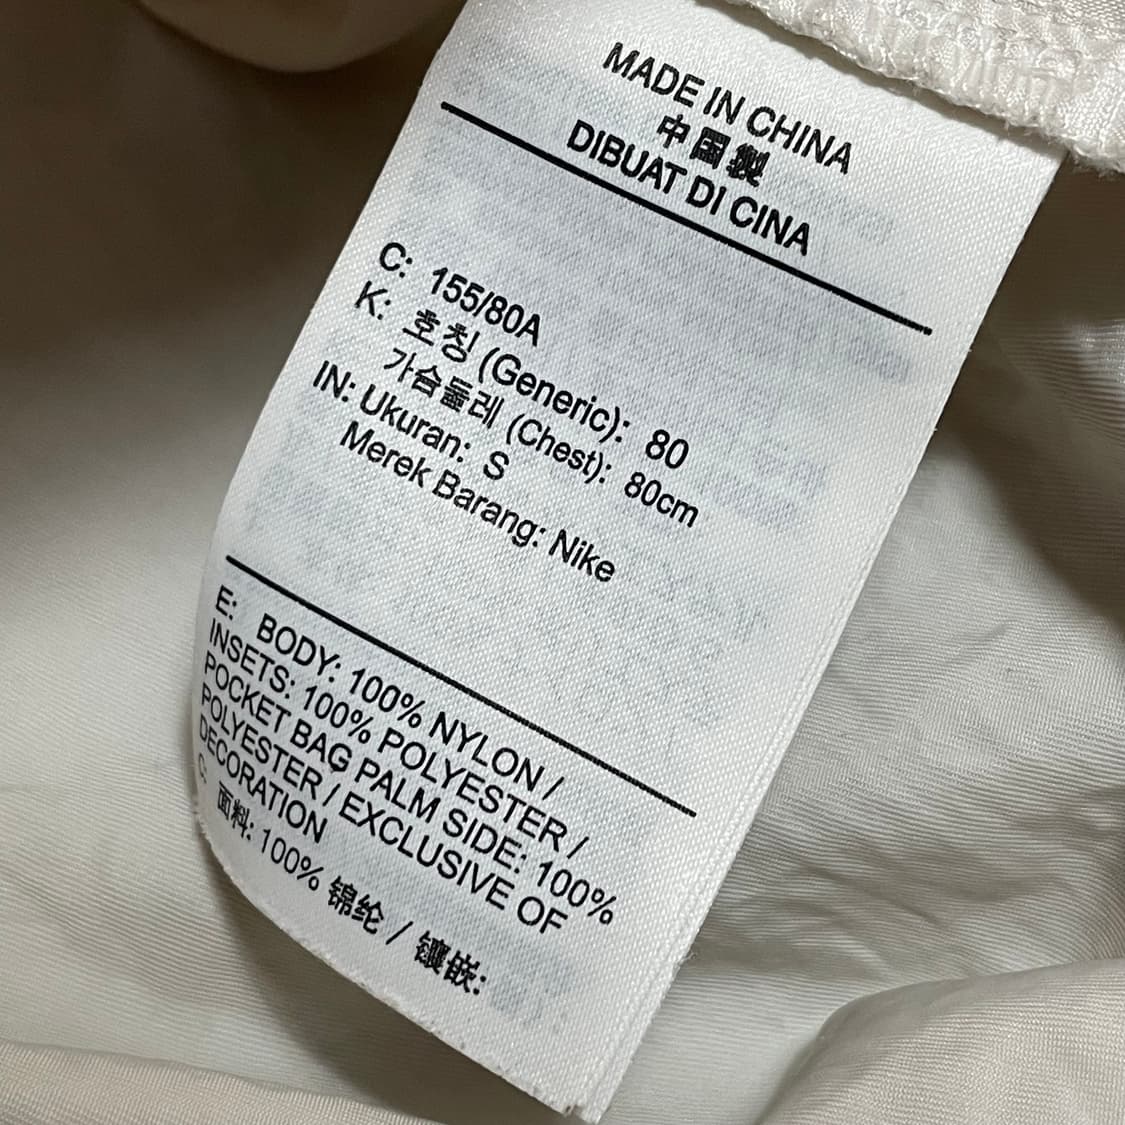 MADE IN CHINA
中国製
DIBUAT DI CINA
C: 155/80A
K: 호칭 (Generic): 80
가슴둘레 (Chest): 80cm
IN: Ukuran: S
Merek Barang: Nike
E: BODY: 100% NYLON /
INSETS: 100% POLYESTER /
POCKET BAG PALM SIDE: 100%
POLYESTER / EXCLUSIVE OF
DECORATION
C:
面料: 100% 锦纶 / 镶嵌: